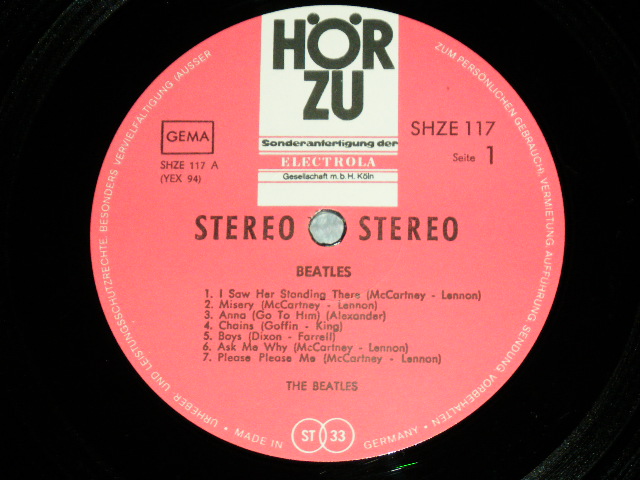 HÖR
ZU
Sonderanfertigung der
ELECTROLA
Gesellschaft m. b. H. Köln
GEMA
SHZE 117 A
(YEX 94)
SHZE 117
Seite 1
STEREO STEREO
BEATLES
1. I Saw Her Standing There (McCartney - Lennon)
2. Misery (McCartney - Lennon)
3. Anna (Go To Him) (Alexander)
4. Chains (Goffin - King)
5. Boys (Dixon - Farrell)
6. Ask Me Why (McCartney - Lennon)
7. Please Please Me (McCartney - Lennon)
THE BEATLES
URHEBER UND LEISTUNGSSCHUTZRECHTE, BESONDERS VERVIELFÄLTIGUNG (AUSSER
ZUM PERSÖNLICHEN GEBRAUCH), VERMIETUNG, AUFFÜHRUNG, SENDUNG VORBEHALTEN
• MADE IN GERMANY •
ST 33